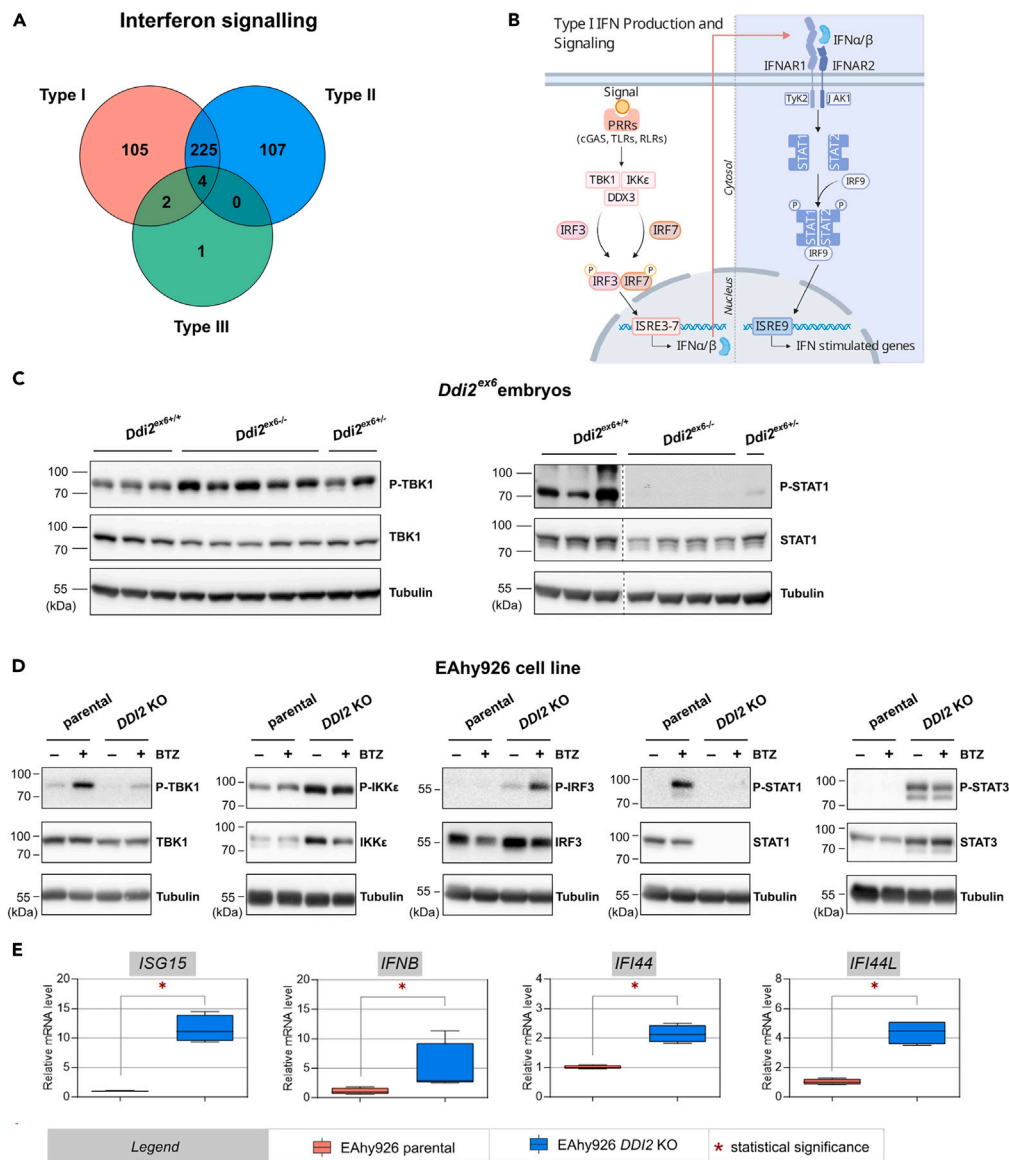 A
Interferon signalling
Type I
Type II
105
225
107
4
2
0
1
Type III
B
Type I IFN Production and
Signaling
IFNα/β
IFNAR1
IFNAR2
Signal
PRRs
(cGAS, TLRs, RLRs)
TyK2
JAK1
TBK1
IKKε
DDX3
STAT1
STAT2
Cytosol
IRF9
IRF3
IRF7
P
P
STAT1
STAT2
IRF9
P
P
IRF3
IRF7
Nucleus
ISRE3-7
IFNα/β
ISRE9
IFN stimulated genes
C
Ddi2ex6 embryos
Ddi2ex6+/+
Ddi2ex6-/-
Ddi2ex6+/-
100
70
P-TBK1
100
70
TBK1
55
(kDa)
Tubulin
Ddi2ex6+/+
Ddi2ex6-/-
Ddi2ex6+/-
100
70
P-STAT1
100
70
STAT1
55
(kDa)
Tubulin
D
EAhy926 cell line
parental
DDI2 KO
– + – + BTZ
100
70
P-TBK1
100
70
TBK1
55
(kDa)
Tubulin
parental
DDI2 KO
– + – + BTZ
100
70
P-IKKε
100
70
IKKε
55
(kDa)
Tubulin
parental
DDI2 KO
– + – + BTZ
55
P-IRF3
55
IRF3
55
(kDa)
Tubulin
parental
DDI2 KO
– + – + BTZ
100
70
P-STAT1
100
70
STAT1
55
(kDa)
Tubulin
parental
DDI2 KO
– + – + BTZ
100
70
P-STAT3
100
70
STAT3
55
(kDa)
Tubulin
E
ISG15
Relative mRNA level
20
15
10
5
0
*
IFNB
Relative mRNA level
20
15
10
5
0
*
IFI44
Relative mRNA level
4
3
2
1
0
*
IFI44L
Relative mRNA level
8
6
4
2
0
*
Legend
EAhy926 parental
EAhy926 DDI2 KO
* statistical significance